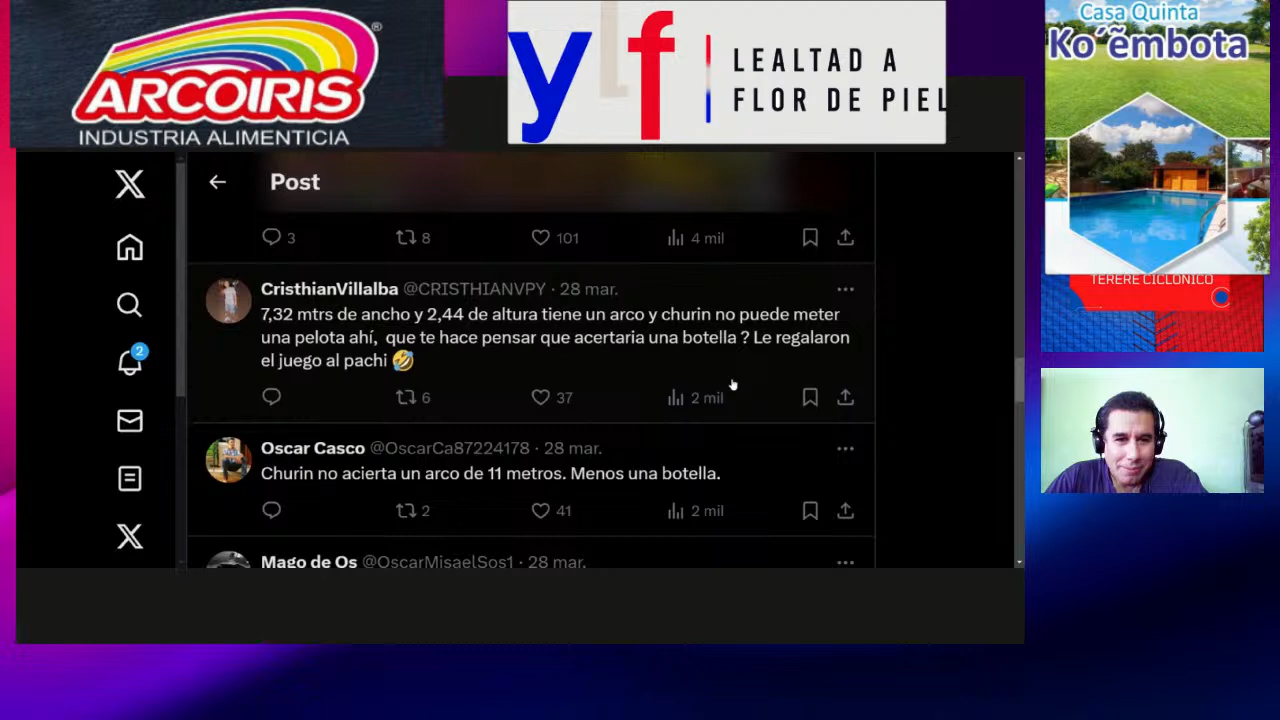 ARCOIRIS
®
INDUSTRIA ALIMENTICIA
yf
LEALTAD A
FLOR DE PIEL
Casa Quinta
Ko´ẽmbota
TERERE CICLONICO
Post
3 8 101 4 mil
CristhianVillalba @CRISTHIANVPY · 28 mar.
7,32 mtrs de ancho y 2,44 de altura tiene un arco y churin no puede meter
una pelota ahí, que te hace pensar que acertaria una botella ? Le regalaron
el juego al pachi 🤣
2
6 37 2 mil
Oscar Casco @OscarCa87224178 · 28 mar.
Churin no acierta un arco de 11 metros. Menos una botella.
2 41 2 mil
Mago de Os @OscarMisaelSos1 · 28 mar.